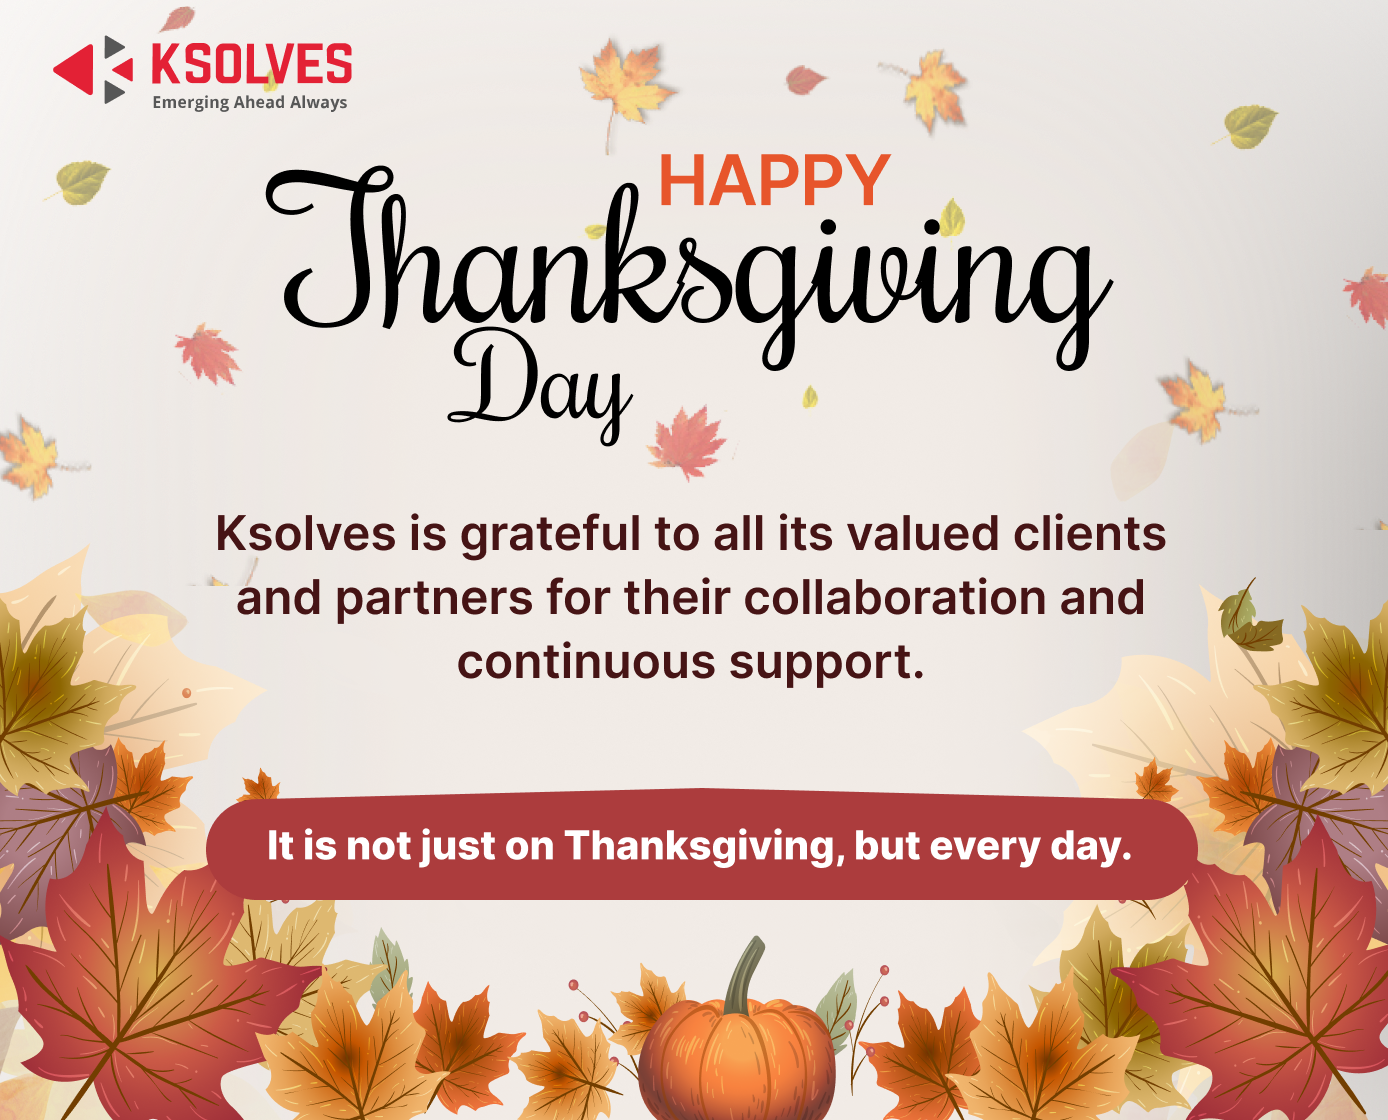 KSOLVES
Emerging Ahead Always
HAPPY
Thanksgiving
Day
Ksolves is grateful to all its valued clients
and partners for their collaboration and
continuous support.
It is not just on Thanksgiving, but every day.